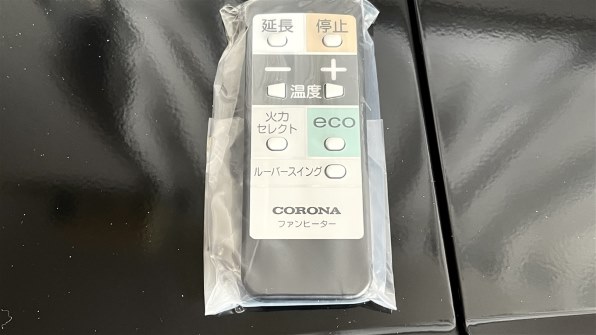 延長 停止
− +
温度
火力
セレクト
eco
ルーバースイング
CORONA
ファンヒーター